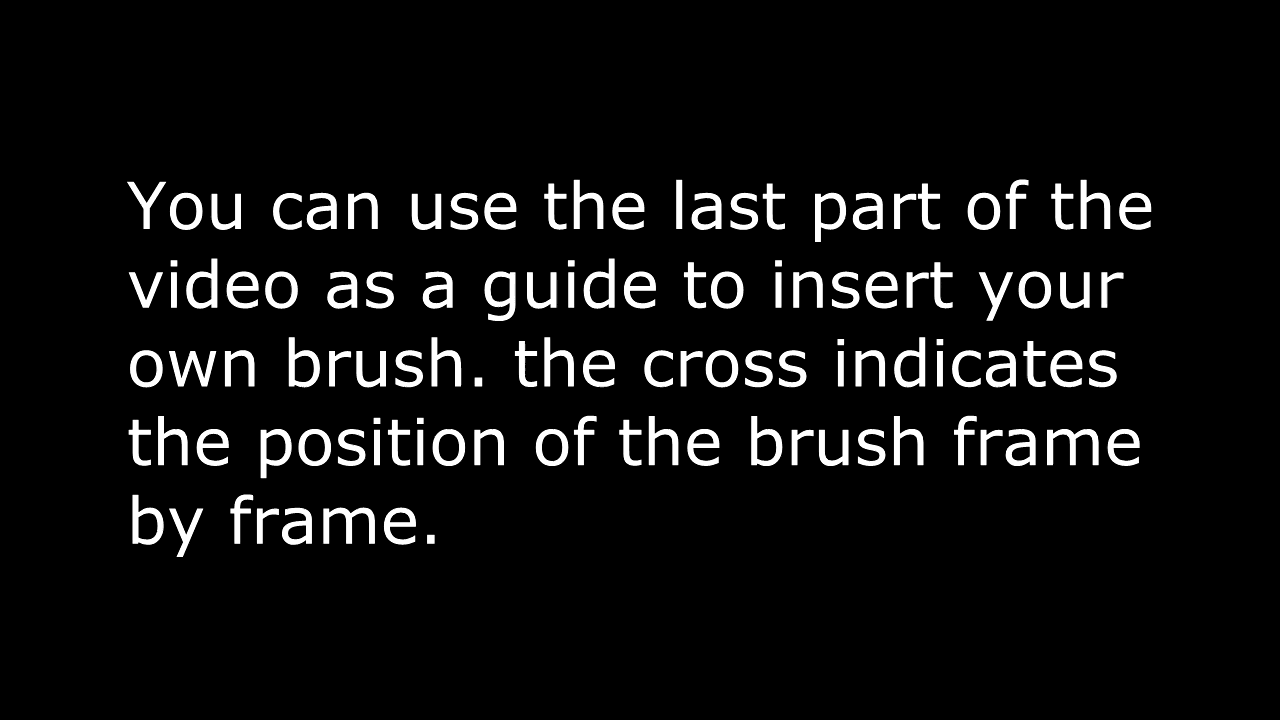 You can use the last part of the
video as a guide to insert your
own brush. the cross indicates
the position of the brush frame
by frame.